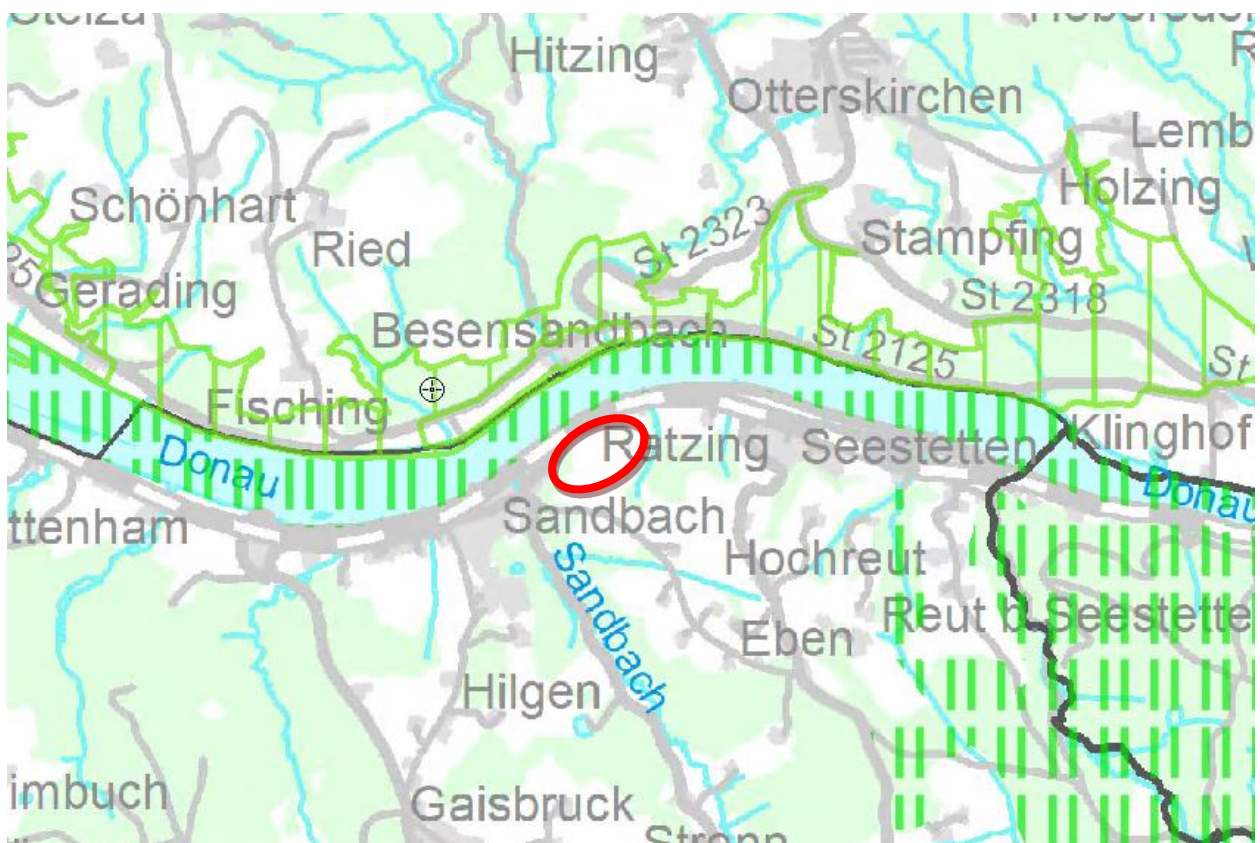 Hitzing
Otterskirchen
Lemb
Holzing
Schönhart
Ried
St 2323
Stampfing
Gerading
St 2318
Besensandbach
St 2125
St
Fisching
Ratzing
Seestetten
Klinghof
Donau
Donau
ttenham
Sandbach
Hochreut
Sandbach
Reut b. Seestette
Eben
Hilgen
imbuch
Gaisbruck